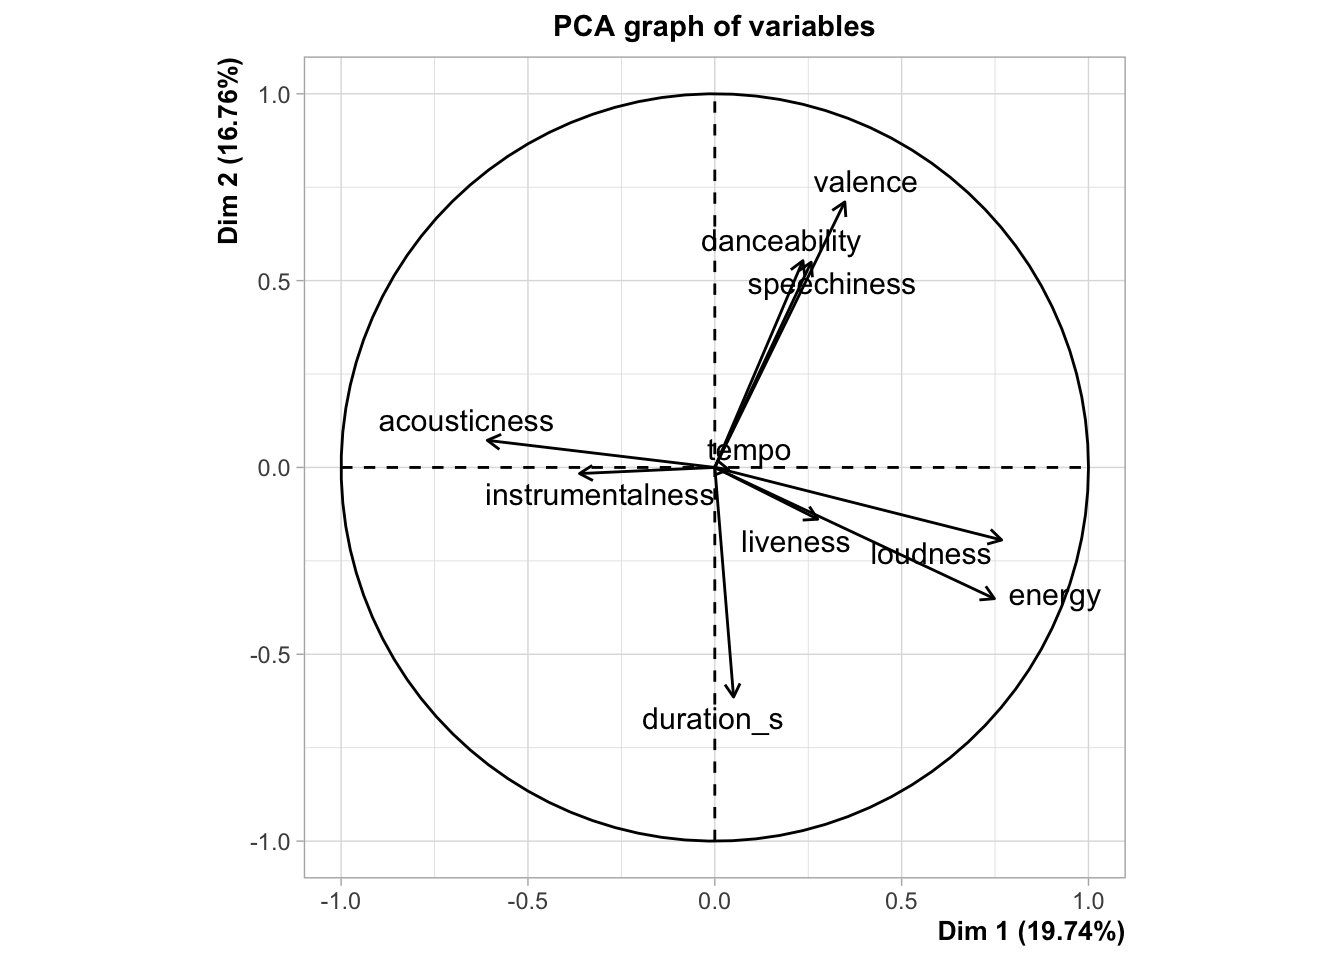 PCA graph of variables
Dim 2 (16.76%)
1.0
0.5
0.0
-0.5
-1.0
valence
danceability
speechiness
acousticness
tempo
instrumentalness
liveness
loudness
energy
duration_s
-1.0
-0.5
0.0
0.5
1.0
Dim 1 (19.74%)